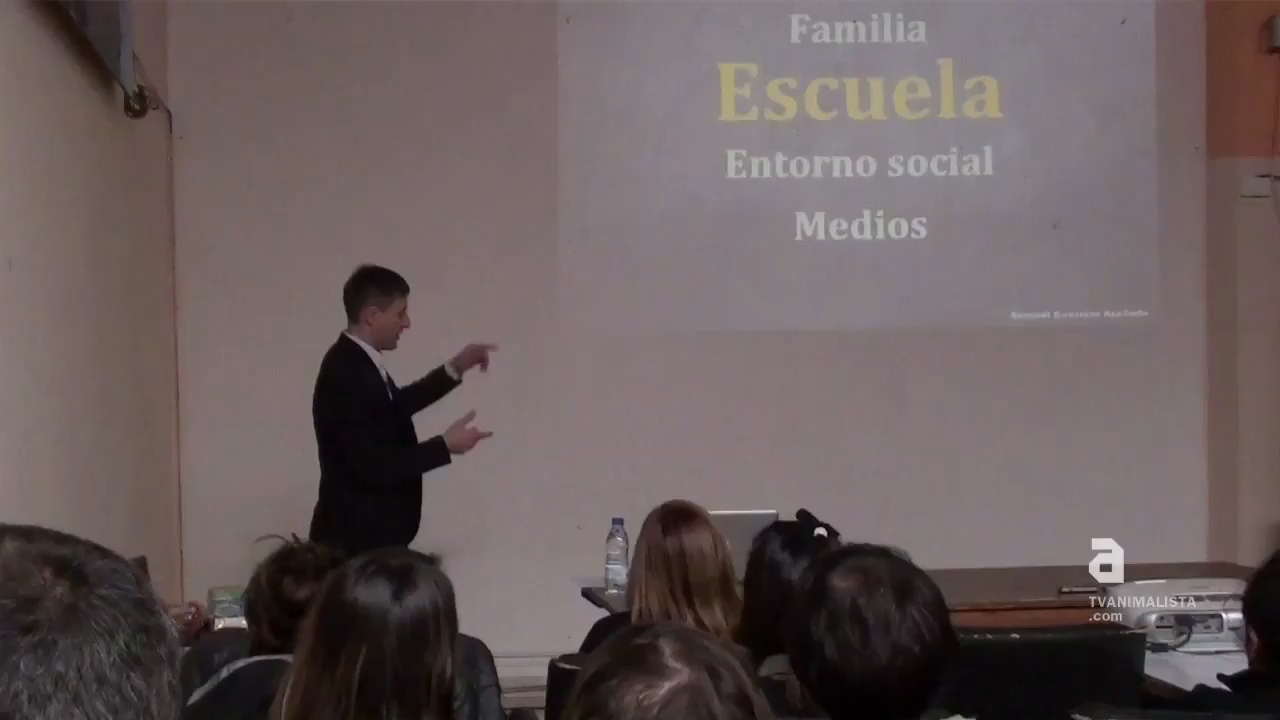 Familia
Escuela
Entorno social
Medios
a
TVANIMALISTA
.com